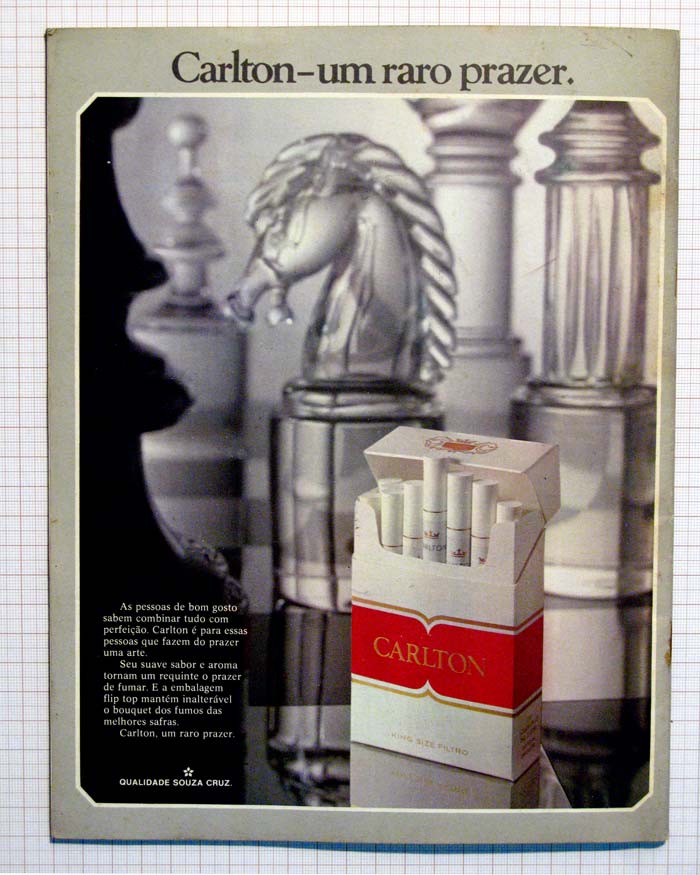 Carlton–um raro prazer.
CARLTON
CARLTON
KING SIZE FILTRO
As pessoas de bom gosto
sabem combinar tudo com
perfeição. Carlton é para essas
pessoas que fazem do prazer
uma arte.
Seu suave sabor e aroma
tornam um requinte o prazer
de fumar. E a embalagem
flip top mantém inalterável
o bouquet dos fumos das
melhores safras.
Carlton, um raro prazer.
QUALIDADE SOUZA CRUZ.